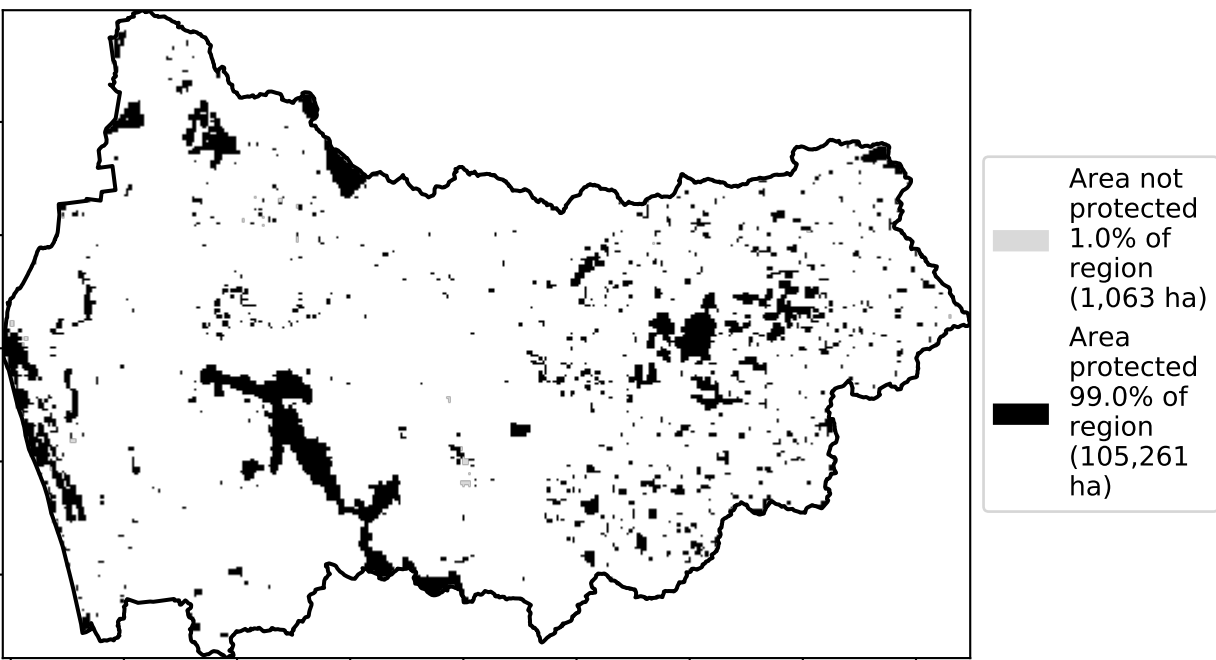 Area not
protected
1.0% of
region
(1,063 ha)
Area
protected
99.0% of
region
(105,261
ha)